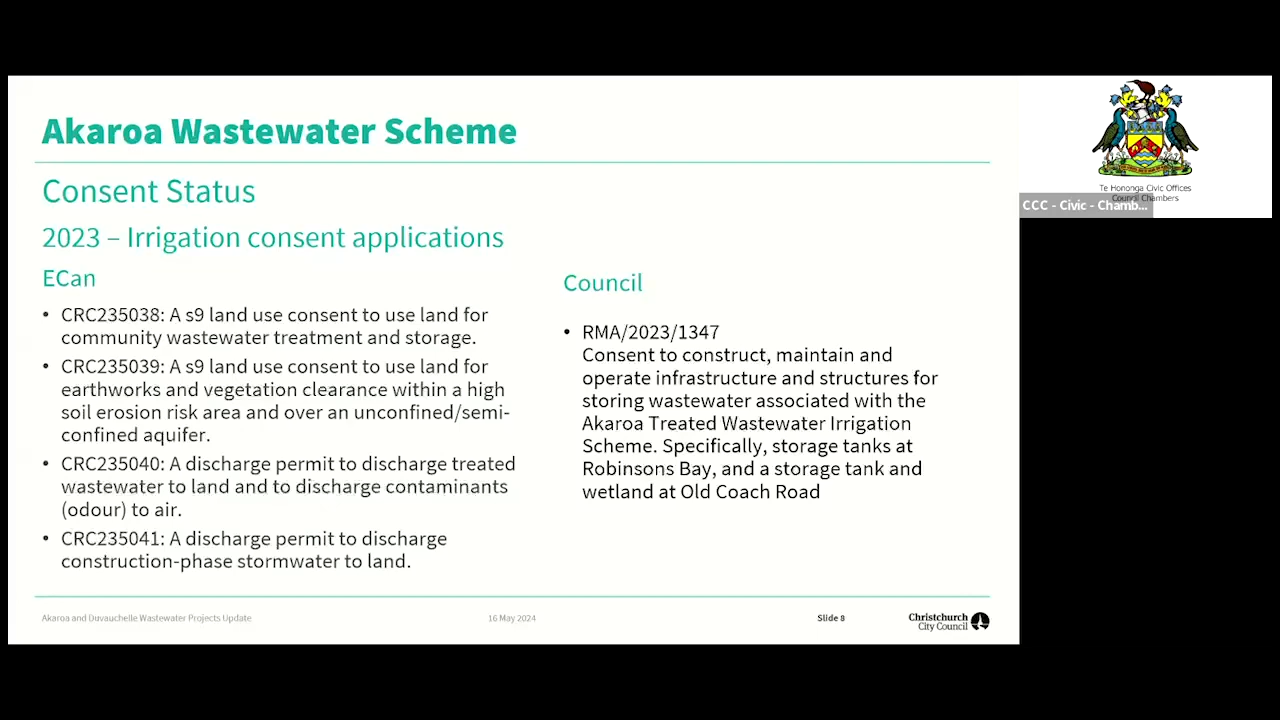 Akaroa Wastewater Scheme
Consent Status
2023 – Irrigation consent applications
ECan
• CRC235038: A s9 land use consent to use land for
community wastewater treatment and storage.
• CRC235039: A s9 land use consent to use land for
earthworks and vegetation clearance within a high
soil erosion risk area and over an unconfined/semi-
confined aquifer.
• CRC235040: A discharge permit to discharge treated
wastewater to land and to discharge contaminants
(odour) to air.
• CRC235041: A discharge permit to discharge
construction-phase stormwater to land.
Council
• RMA/2023/1347
Consent to construct, maintain and
operate infrastructure and structures for
storing wastewater associated with the
Akaroa Treated Wastewater Irrigation
Scheme. Specifically, storage tanks at
Robinsons Bay, and a storage tank and
wetland at Old Coach Road
Akaroa and Duvauchelle Wastewater Projects Update
16 May 2024
Slide 8
Christchurch
City Council
Te Hononga Civic Offices
Council Chambers
CCC - Civic - Chamb...